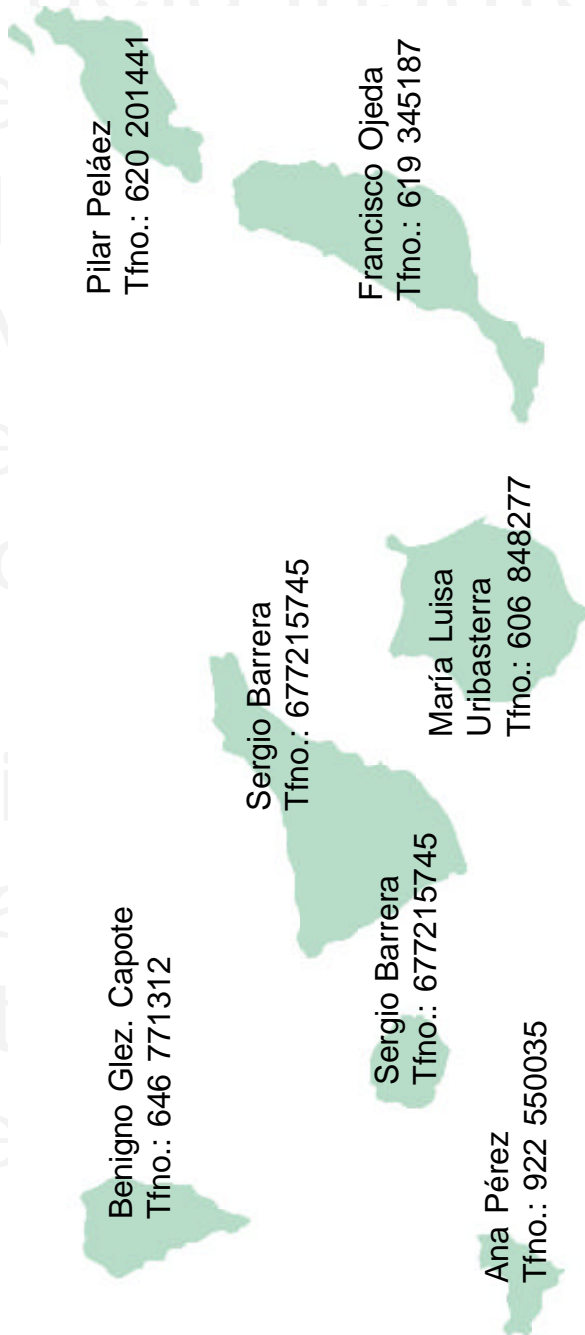 Benigno Glez. Capote
Tfno.: 646 771312
Pilar Peláez
Tfno.: 620 201441
Sergio Barrera
Tfno.: 677215745
Francisco Ojeda
Tfno.: 619 345187
Sergio Barrera
Tfno.: 677215745
María Luisa
Uribasterra
Tfno.: 606 848277
Ana Pérez
Tfno.: 922 550035